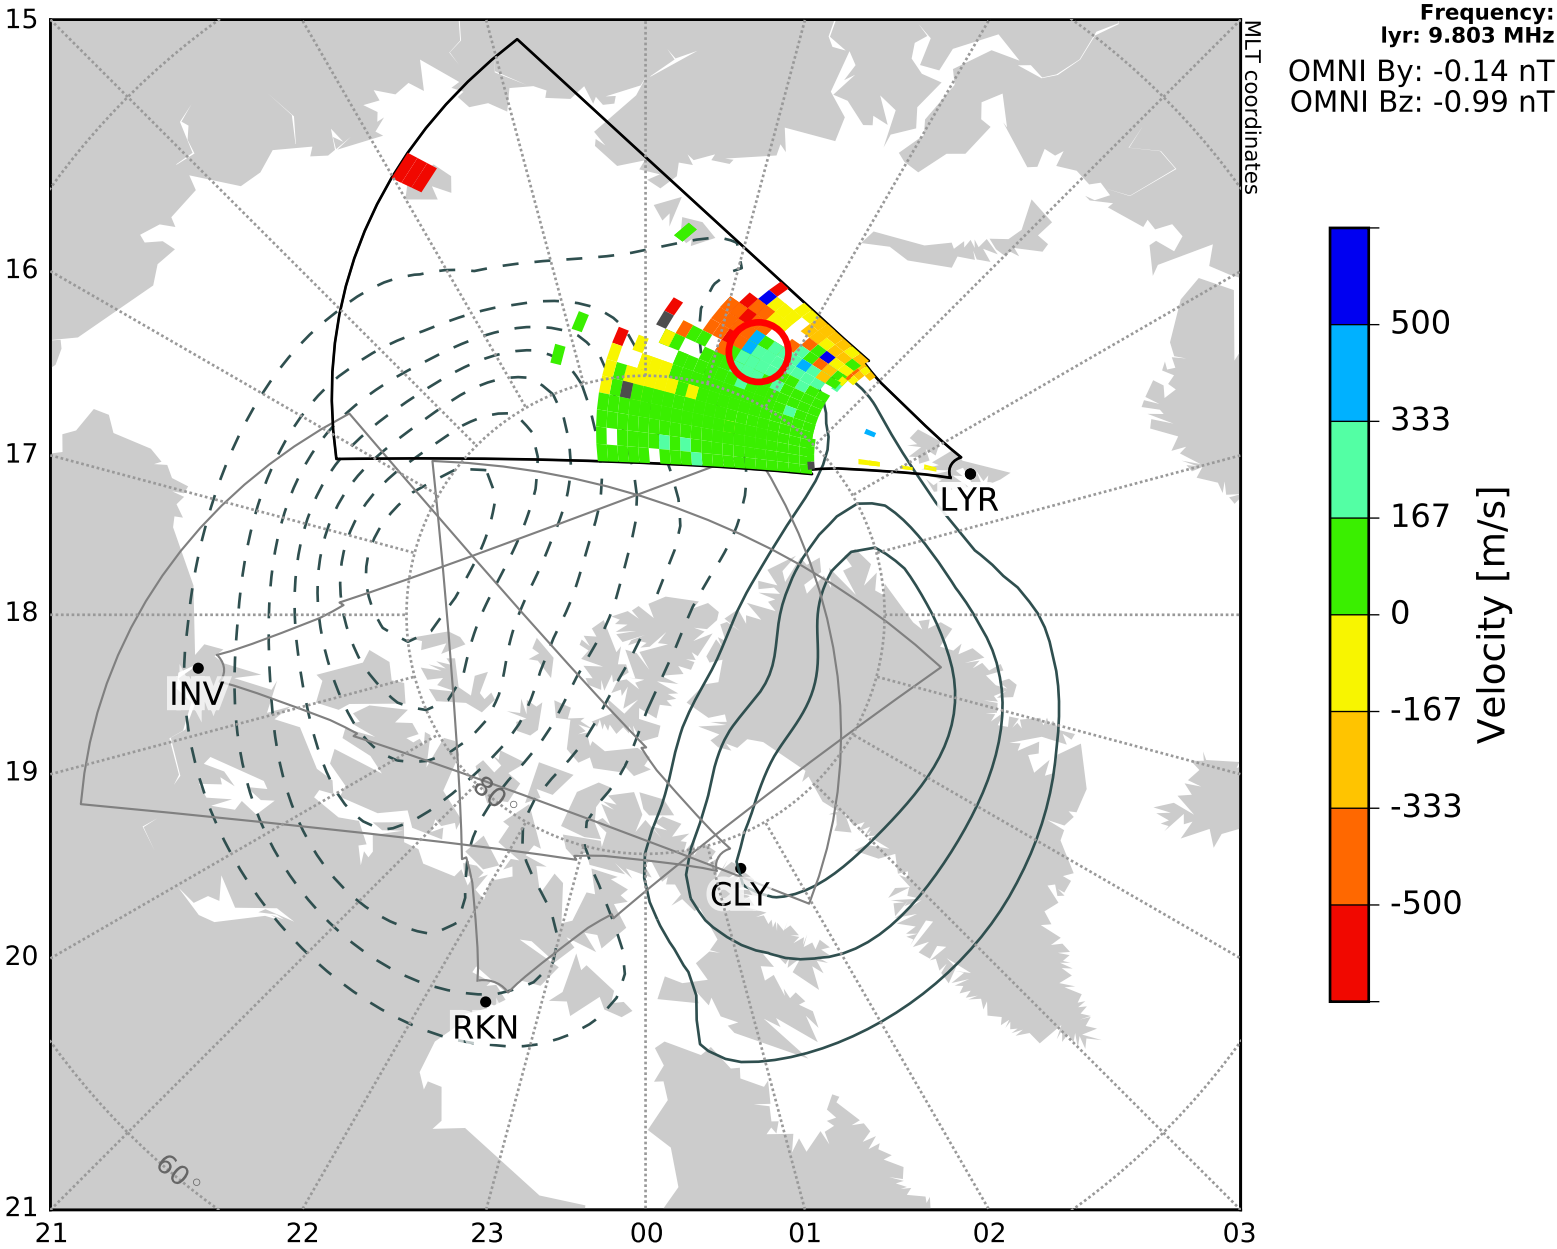 Frequency:
lyr: 9.803 MHz
OMNI By: -0.14 nT
OMNI Bz: -0.99 nT
MLT coordinates
15
16
17
18
19
20
21
21
22
23
00
01
02
03
LYR
INV
CLY
RKN
80°
60°
500
333
167
0
-167
-333
-500
Velocity [m/s]